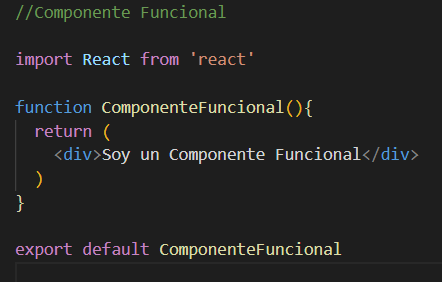 //Componente Funcional
import React from 'react'
function ComponenteFuncional(){
return (
<div>Soy un Componente Funcional</div>
)
}
export default ComponenteFuncional